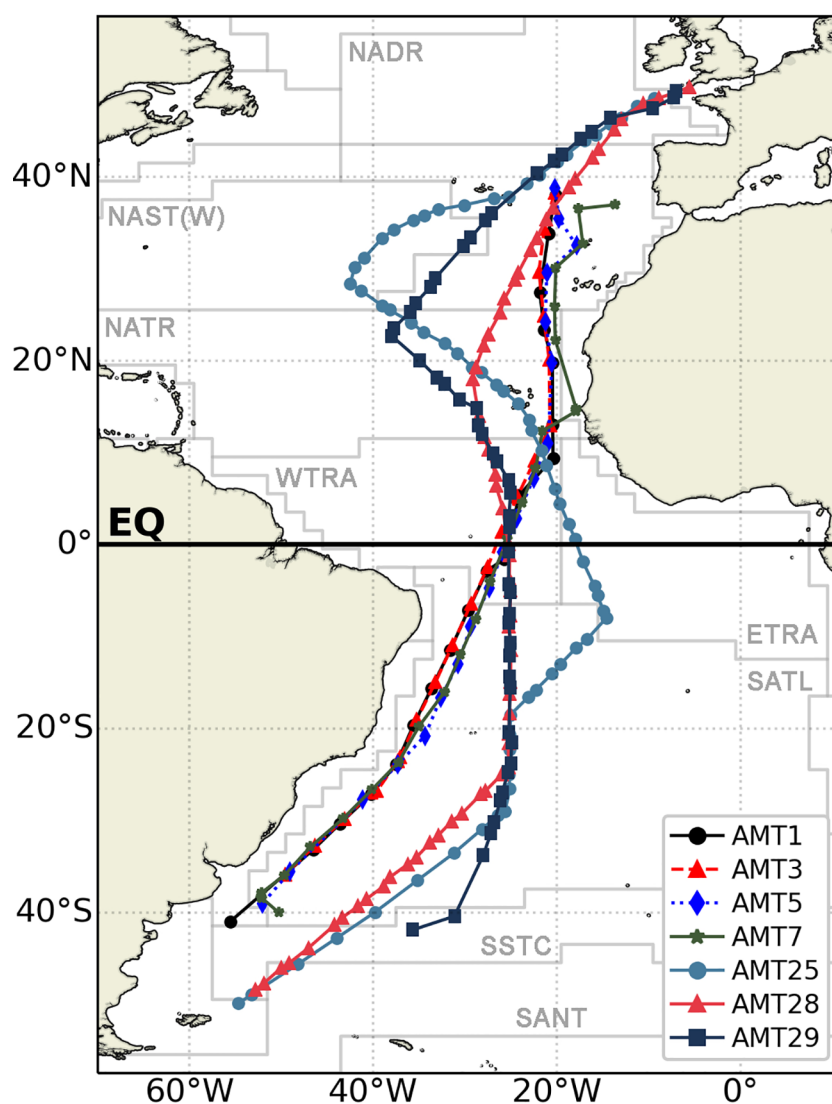 NADR
40°N
NAST(W)
NATR
20°N
WTRA
EQ
0°
ETRA
SATL
20°S
AMT1
AMT3
AMT5
40°S
AMT7
SSTC
AMT25
AMT28
SANT
AMT29
60°W 40°W 20°W 0°